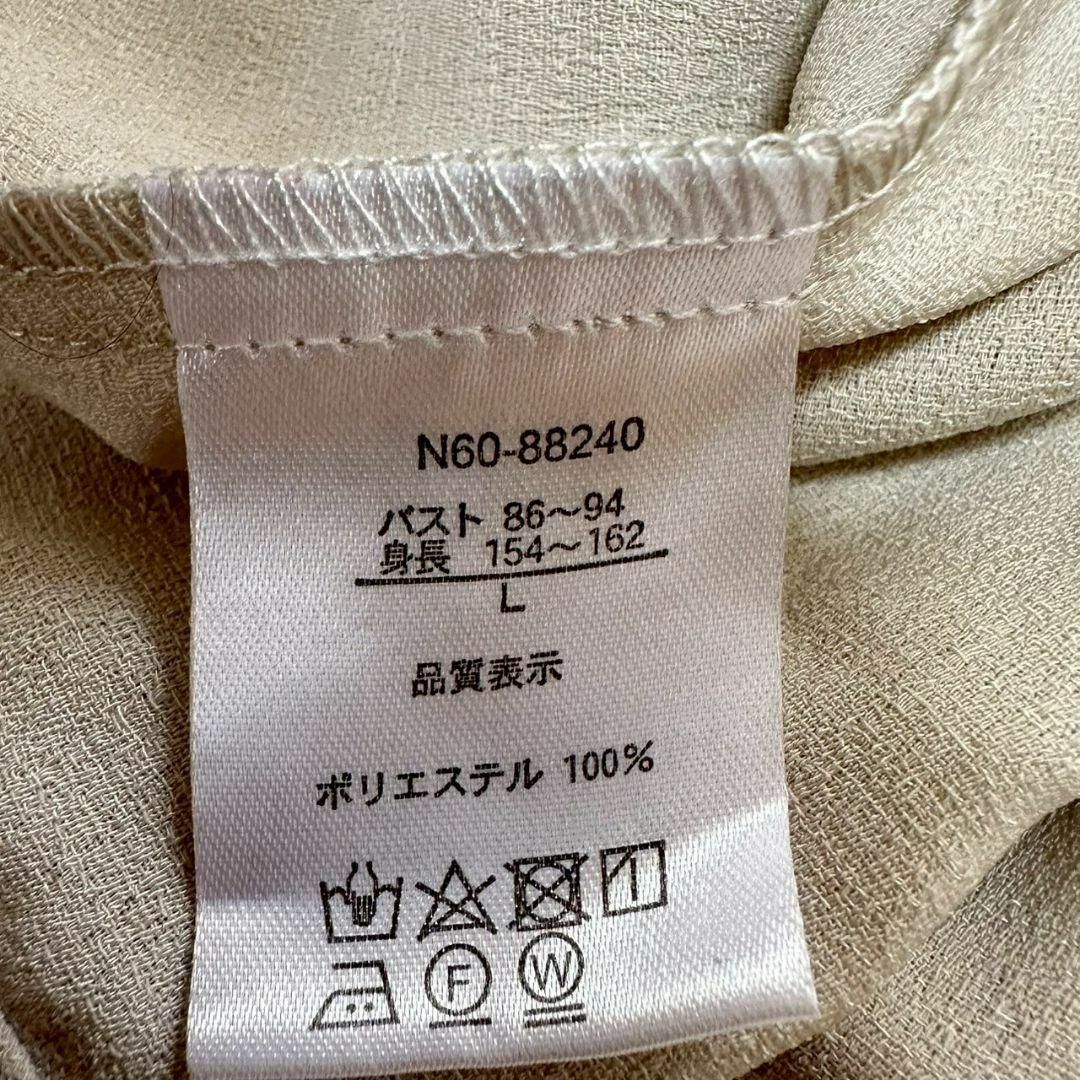 N60-88240
バスト 86～94
身長 154～162
L
品質表示
ポリエステル 100%
F W